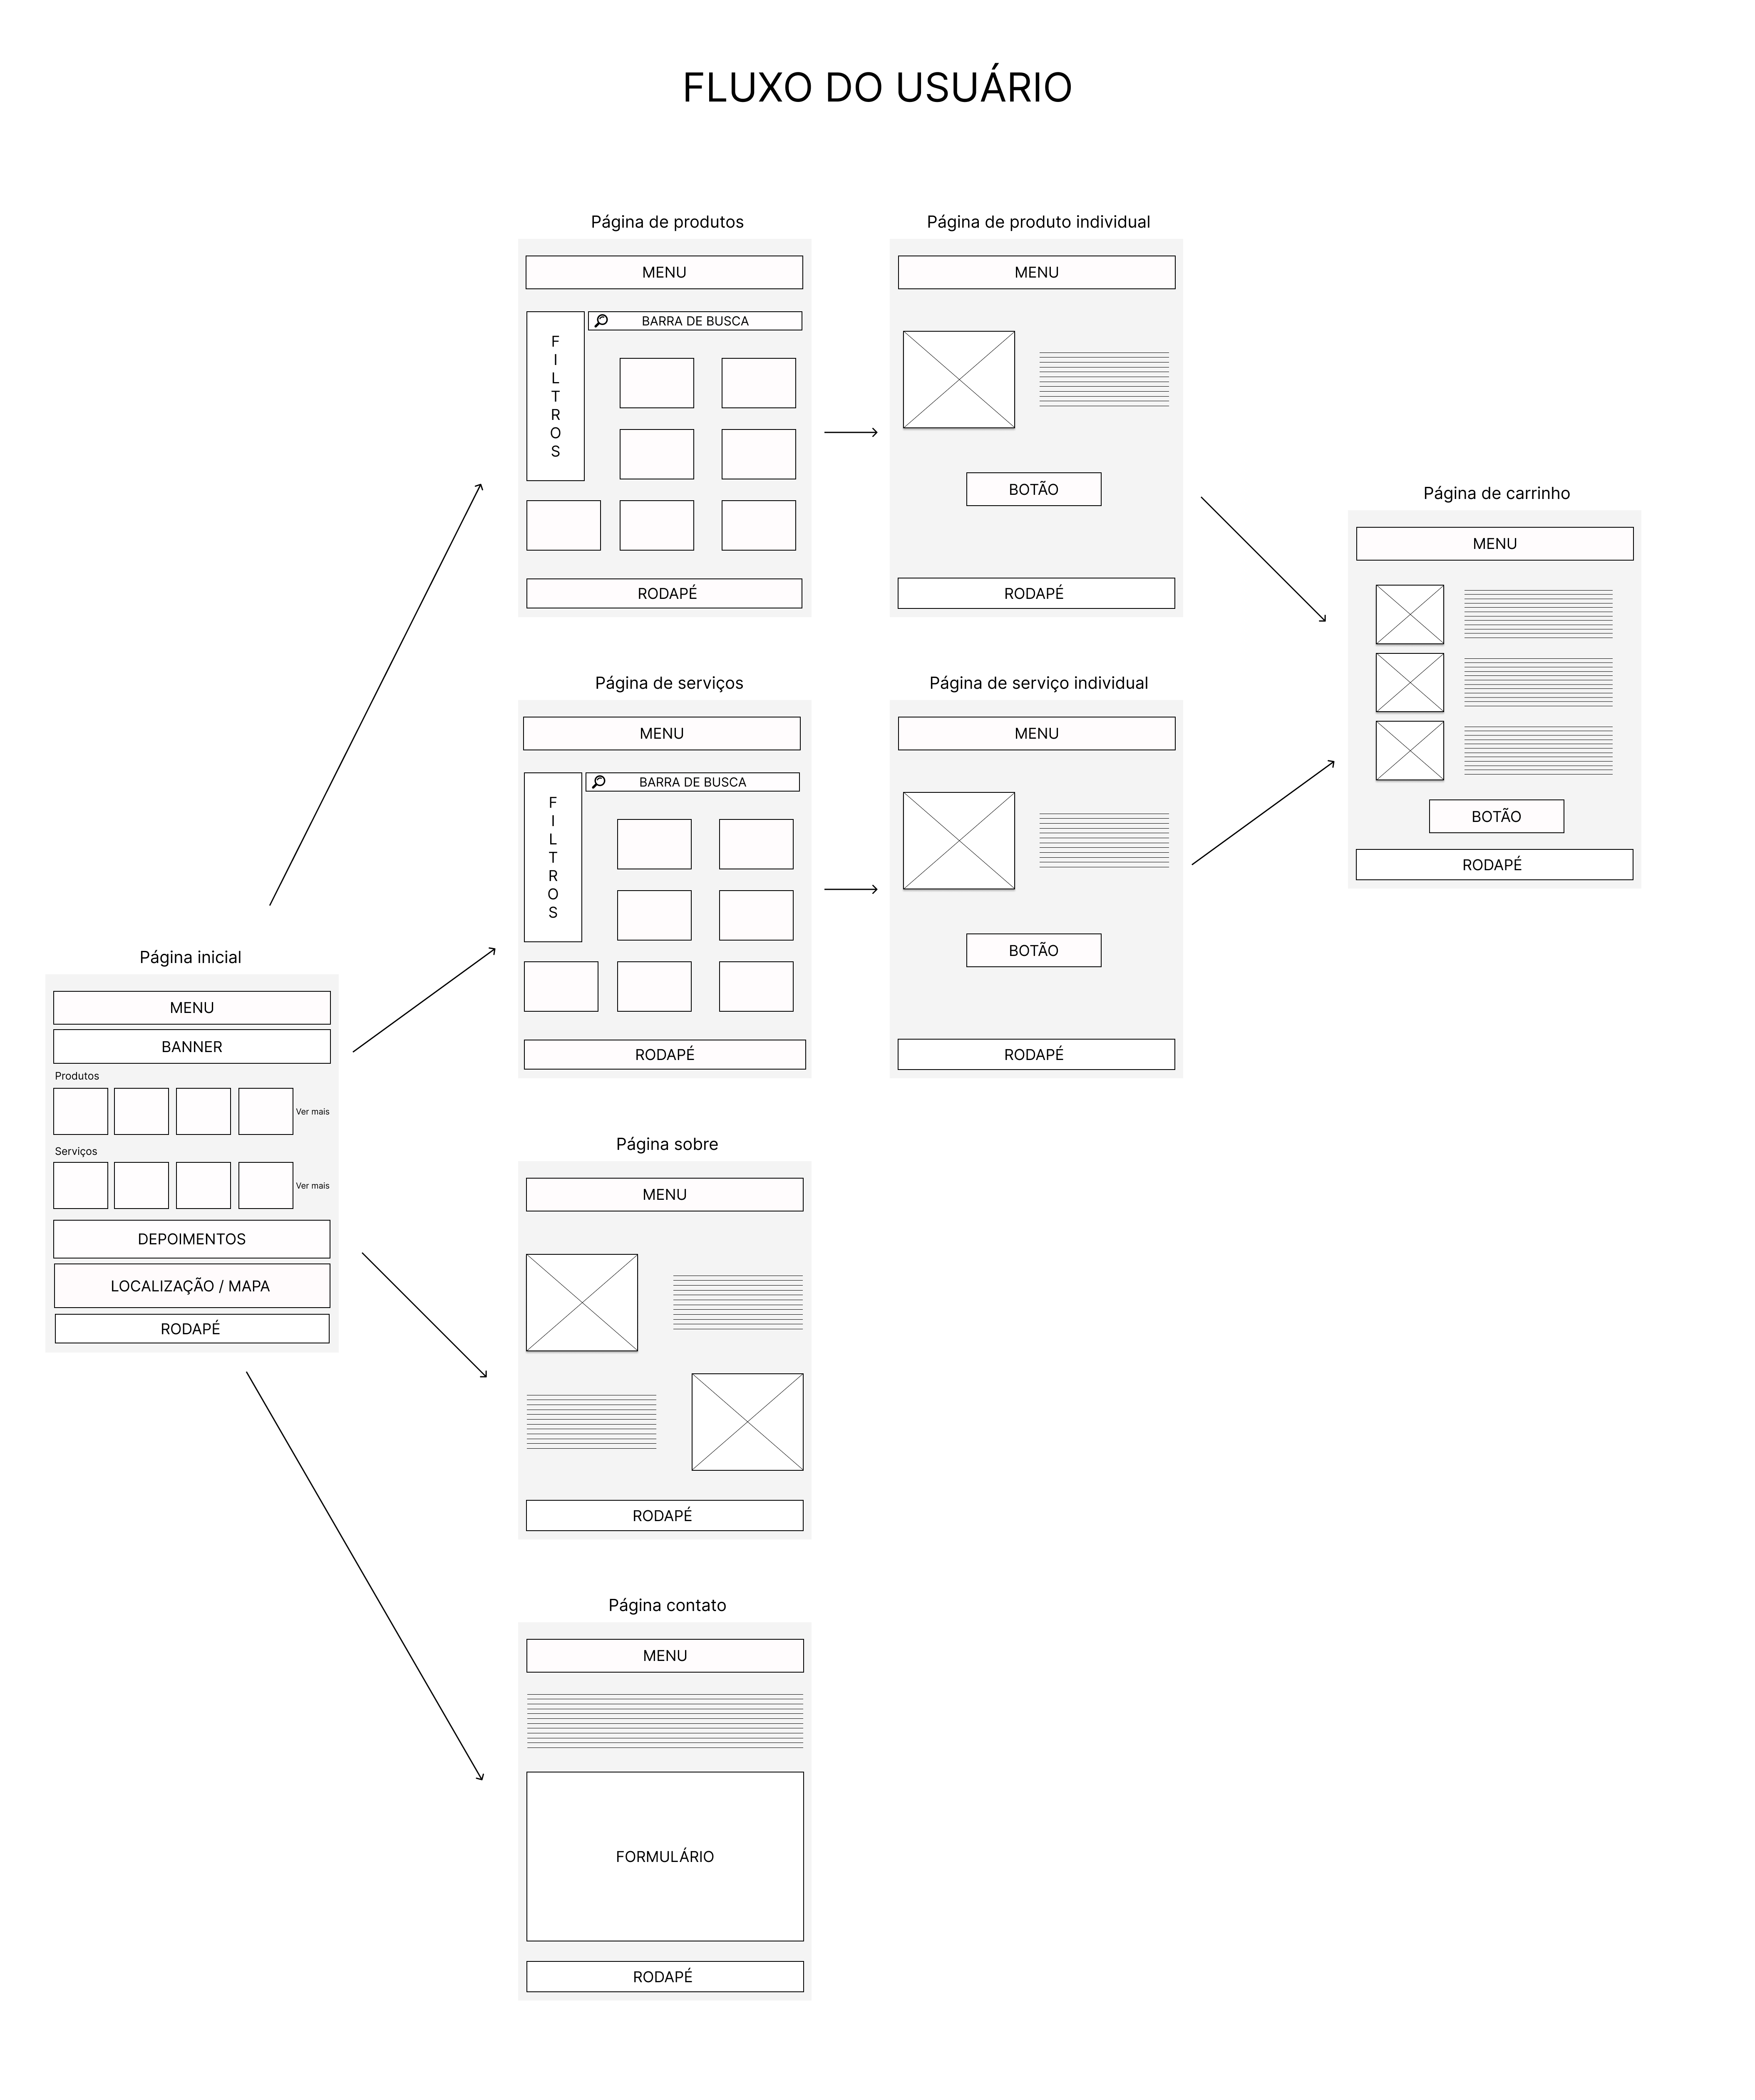 FLUXO DO USUÁRIO
Página de produtos
MENU
BARRA DE BUSCA
FILTROS
RODAPÉ
Página de produto individual
MENU
BOTÃO
RODAPÉ
Página de carrinho
MENU
BOTÃO
RODAPÉ
Página de serviços
MENU
BARRA DE BUSCA
FILTROS
RODAPÉ
Página de serviço individual
MENU
BOTÃO
RODAPÉ
Página inicial
MENU
BANNER
Produtos
Ver mais
Serviços
Ver mais
DEPOIMENTOS
LOCALIZAÇÃO / MAPA
RODAPÉ
Página sobre
MENU
RODAPÉ
Página contato
MENU
FORMULÁRIO
RODAPÉ